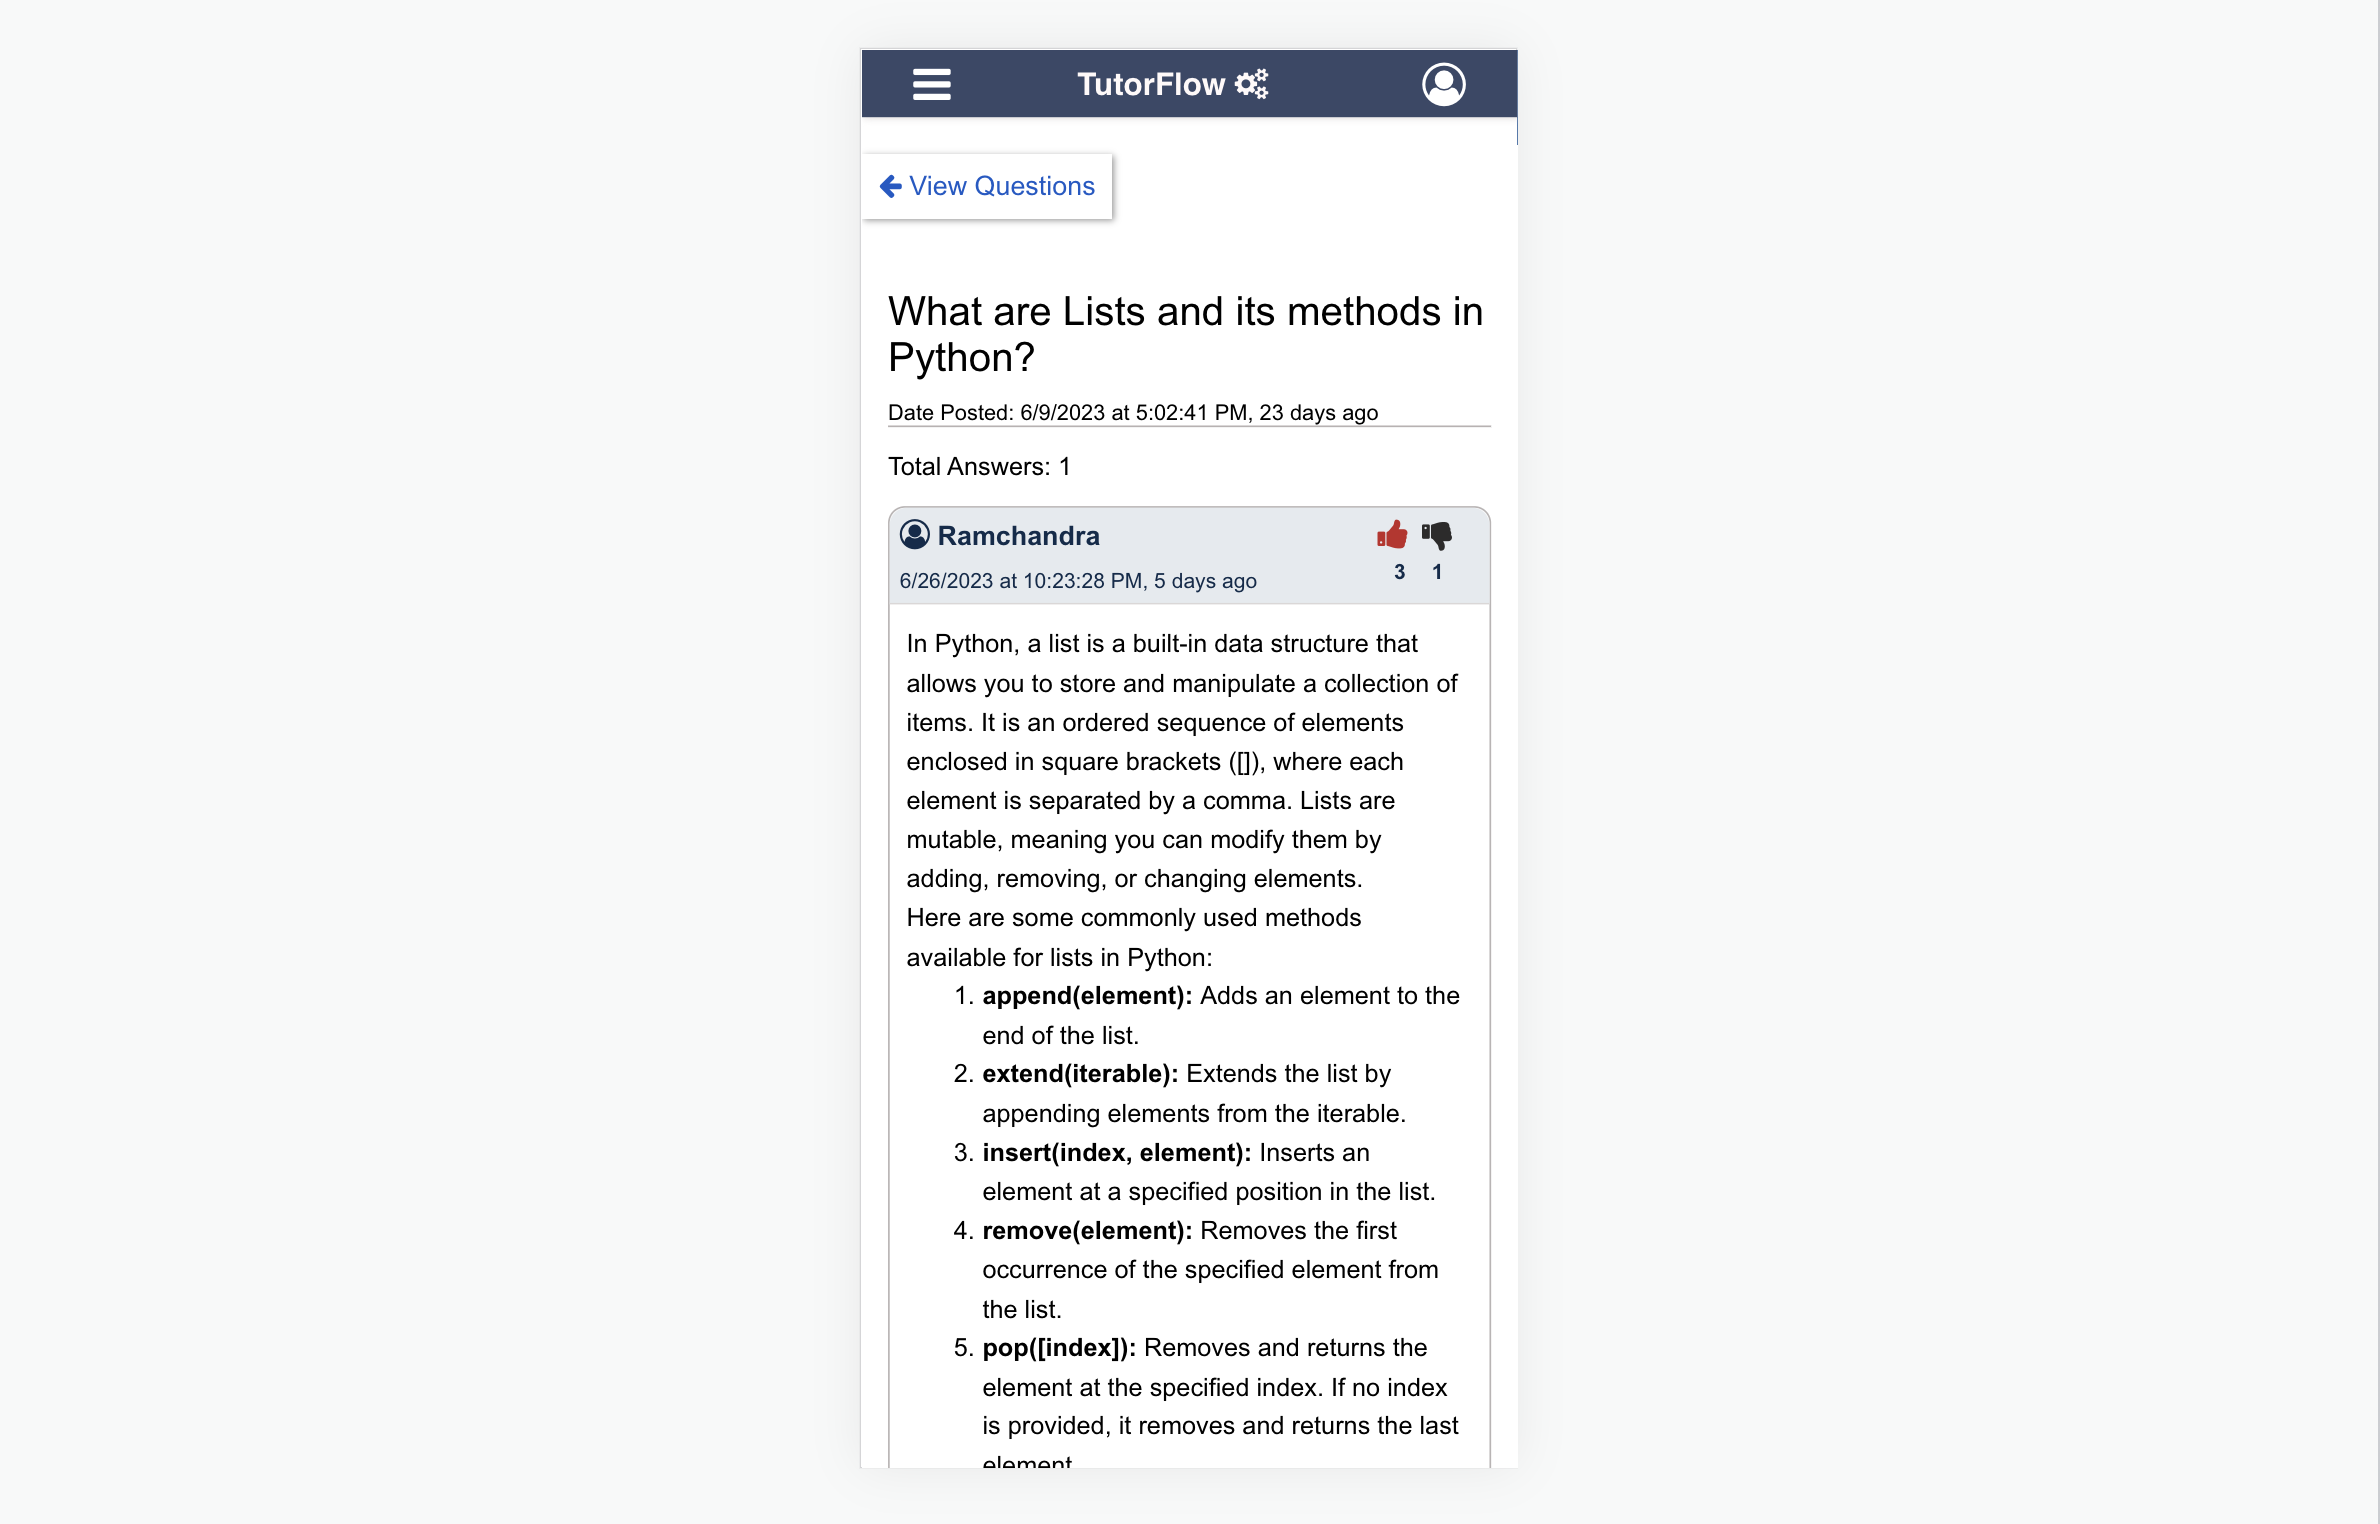 TutorFlow
View Questions
What are Lists and its methods in
Python?
Date Posted: 6/9/2023 at 5:02:41 PM, 23 days ago
Total Answers: 1
Ramchandra
6/26/2023 at 10:23:28 PM, 5 days ago
3 1
In Python, a list is a built-in data structure that
allows you to store and manipulate a collection of
items. It is an ordered sequence of elements
enclosed in square brackets ([]), where each
element is separated by a comma. Lists are
mutable, meaning you can modify them by
adding, removing, or changing elements.
Here are some commonly used methods
available for lists in Python:
1. append(element): Adds an element to the
end of the list.
2. extend(iterable): Extends the list by
appending elements from the iterable.
3. insert(index, element): Inserts an
element at a specified position in the list.
4. remove(element): Removes the first
occurrence of the specified element from
the list.
5. pop([index]): Removes and returns the
element at the specified index. If no index
is provided, it removes and returns the last
element